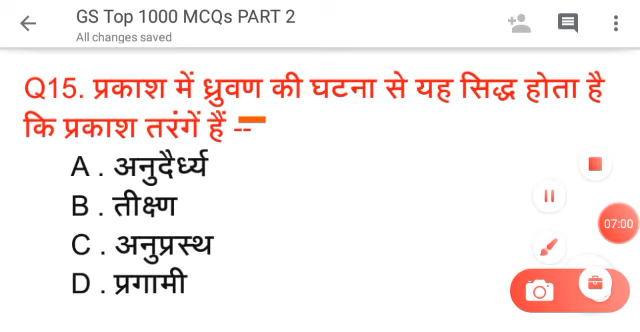 GS Top 1000 MCQs PART 2
All changes saved
Q15. प्रकाश में ध्रुवण की घटना से यह सिद्ध होता है
कि प्रकाश तरंगें हैं --
A . अनुदैर्ध्य
B . तीक्ष्ण
C . अनुप्रस्थ
D . प्रगामी
07:00